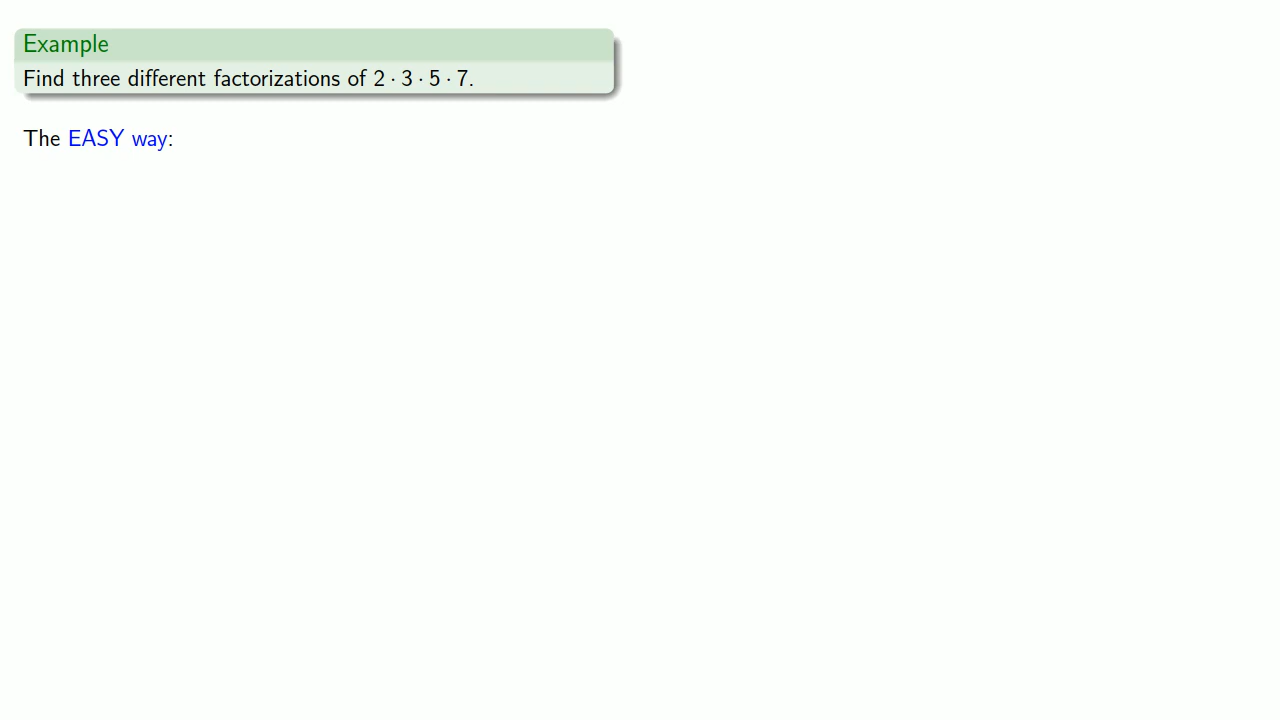 Example
Find three different factorizations of 2 · 3 · 5 · 7.
The EASY way: